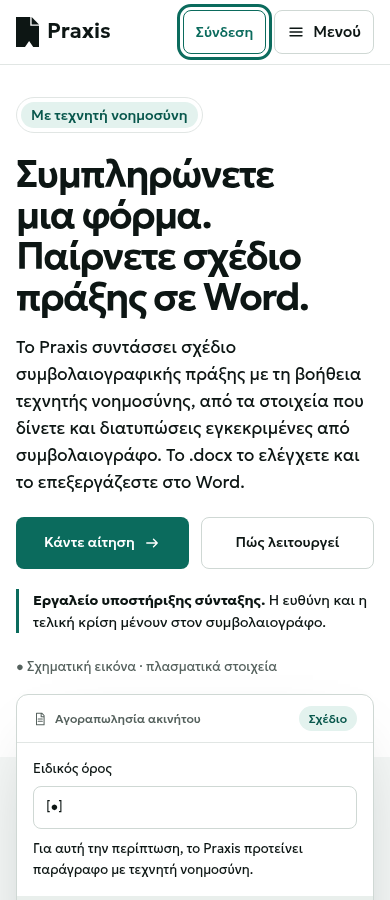 Praxis
Σύνδεση
Μενού
Με τεχνητή νοημοσύνη
Συμπληρώνετε
μια φόρμα.
Παίρνετε σχέδιο
πράξης σε Word.
Το Praxis συντάσσει σχέδιο
συμβολαιογραφικής πράξης με τη βοήθεια
τεχνητής νοημοσύνης, από τα στοιχεία που
δίνετε και διατυπώσεις εγκεκριμένες από
συμβολαιογράφο. Το .docx το ελέγχετε και
το επεξεργάζεστε στο Word.
Κάντε αίτηση →
Πώς λειτουργεί
Εργαλείο υποστήριξης σύνταξης. Η ευθύνη και η
τελική κρίση μένουν στον συμβολαιογράφο.
● Σχηματική εικόνα · πλασματικά στοιχεία
Αγοραπωλησία ακινήτου
Σχέδιο
Ειδικός όρος
[●]
Για αυτή την περίπτωση, το Praxis προτείνει
παράγραφο με τεχνητή νοημοσύνη.